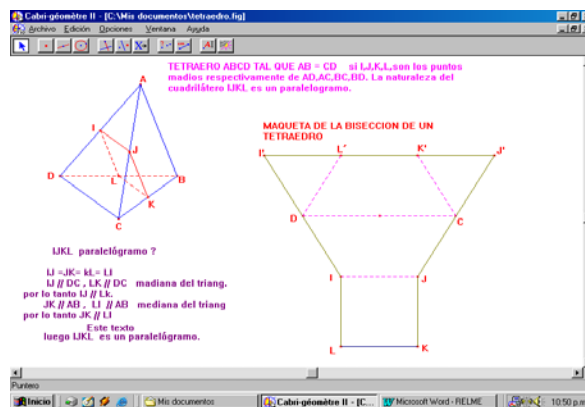 Cabri-géomètre II - [C:\Mis documentos\tetraedro.fig]
Archivo Edición Opciones Ventana Ayuda
TETRAERO ABCD TAL QUE AB = CD si I,J,K,L,son los puntos
madios respectivamente de AD,AC,BC,BD. La naturaleza del
cuadrilátero IJKL es un paralelogramo.
A
I
J
D
L
B
K
C
MAQUETA DE LA BISECCION DE UN
TETRAEDRO
I'
L'
K'
J'
D
C
I
J
L
K
IJKL paralelógramo ?
IJ =JK= kL= LI
IJ // DC , LK // DC madiana del triang.
por lo tanto IJ // Lk.
JK // AB , LI // AB mediana del triang
por lo tanto JK // LI
Este texto
luego IJKL es un paralelógramo.
Puntero
Inicio
Mis documentos
Cabri-géomètre II - [C...
Microsoft Word - RELME
10:50 p.m.